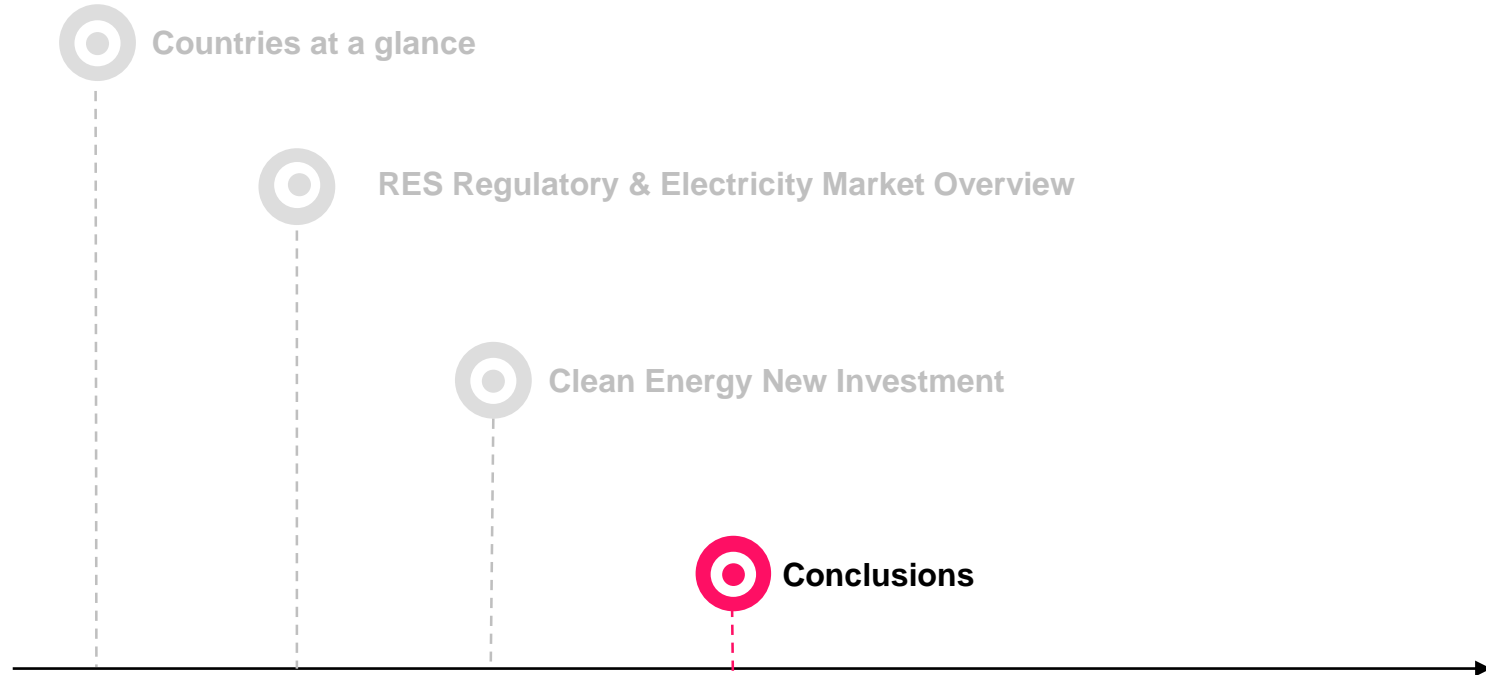 Countries at a glance
RES Regulatory & Electricity Market Overview
Clean Energy New Investment
Conclusions